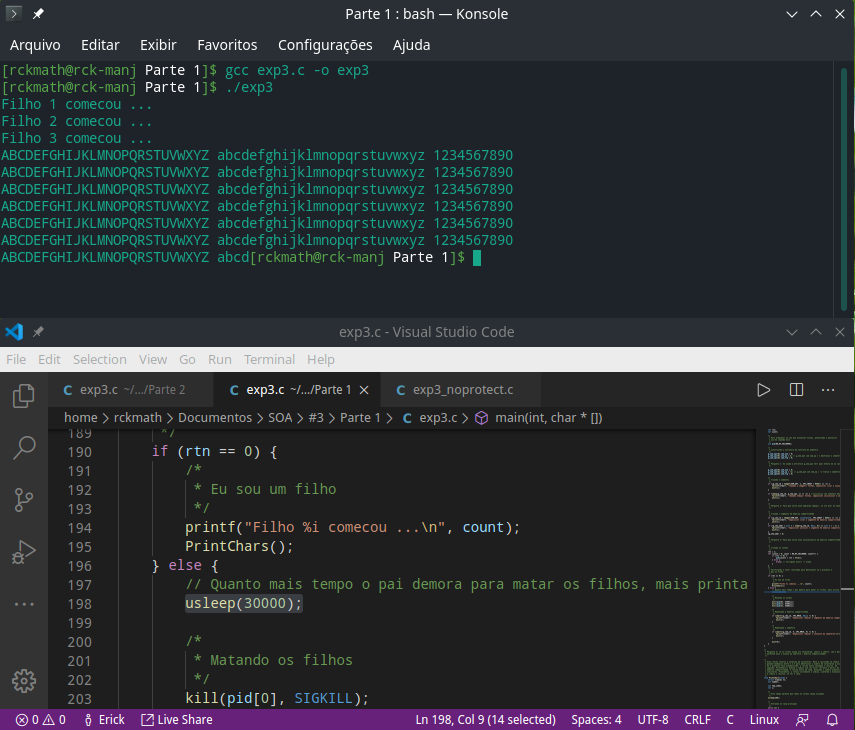 Parte 1 : bash — Konsole
Arquivo Editar Exibir Favoritos Configurações Ajuda
[rckmath@rck-manj Parte 1]$ gcc exp3.c -o exp3
[rckmath@rck-manj Parte 1]$ ./exp3
Filho 1 comecou ...
Filho 2 comecou ...
Filho 3 comecou ...
ABCDEFGHIJKLMNOPQRSTUVWXYZ abcdefghijklmnopqrstuvwxyz 1234567890
ABCDEFGHIJKLMNOPQRSTUVWXYZ abcdefghijklmnopqrstuvwxyz 1234567890
ABCDEFGHIJKLMNOPQRSTUVWXYZ abcdefghijklmnopqrstuvwxyz 1234567890
ABCDEFGHIJKLMNOPQRSTUVWXYZ abcdefghijklmnopqrstuvwxyz 1234567890
ABCDEFGHIJKLMNOPQRSTUVWXYZ abcdefghijklmnopqrstuvwxyz 1234567890
ABCDEFGHIJKLMNOPQRSTUVWXYZ abcdefghijklmnopqrstuvwxyz 1234567890
ABCDEFGHIJKLMNOPQRSTUVWXYZ abcd[rckmath@rck-manj Parte 1]$
exp3.c - Visual Studio Code
File Edit Selection View Go Run Terminal Help
C exp3.c ~/.../Parte 2 C exp3.c ~/.../Parte 1 × C exp3_noprotect.c
home > rckmath > Documentos > SOA > #3 > Parte 1 > C exp3.c > main(int, char * [])
189 */
190 if (rtn == 0) {
191 /*
192 * Eu sou um filho
193 */
194 printf("Filho %i comecou ...\n", count);
195 PrintChars();
196 } else {
197 // Quanto mais tempo o pai demora para matar os filhos, mais printa
198 usleep(30000);
199
200 /*
201 * Matando os filhos
202 */
203 kill(pid[0], SIGKILL);
0 0 Erick Live Share Ln 198, Col 9 (14 selected) Spaces: 4 UTF-8 CRLF C Linux